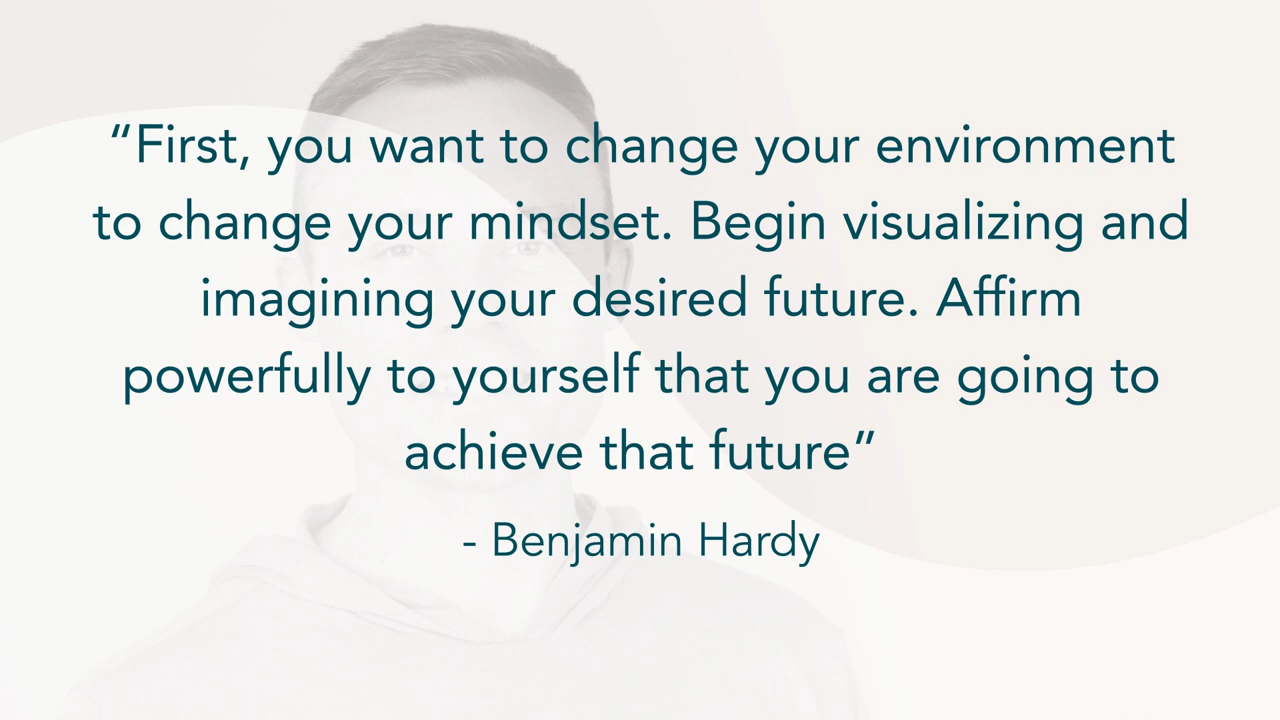 “First, you want to change your environment
to change your mindset. Begin visualizing and
imagining your desired future. Affirm
powerfully to yourself that you are going to
achieve that future”
- Benjamin Hardy